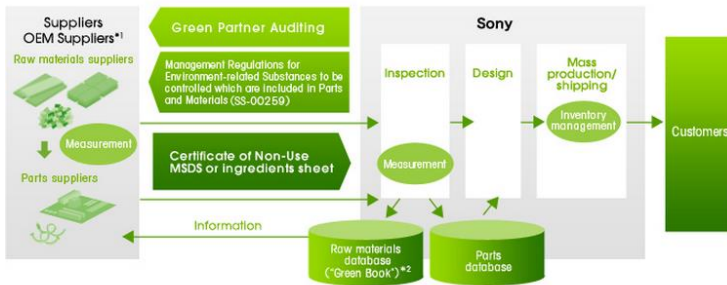 Suppliers
OEM Suppliers*1
Raw materials suppliers
Measurement
Parts suppliers
Green Partner Auditing
Management Regulations for
Environment-related Substances to be
controlled which are included in Parts
and Materials (SS-00259)
Certificate of Non-Use
MSDS or ingredients sheet
Information
Sony
Inspection
Measurement
Design
Mass
production/
shipping
Inventory
management
Customers
Raw materials
database
("Green Book")*2
Parts
database